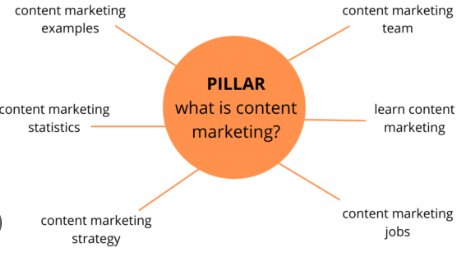 content marketing
examples
content marketing
team
PILLAR
what is content
marketing?
content marketing
statistics
learn content
marketing
content marketing
strategy
content marketing
jobs